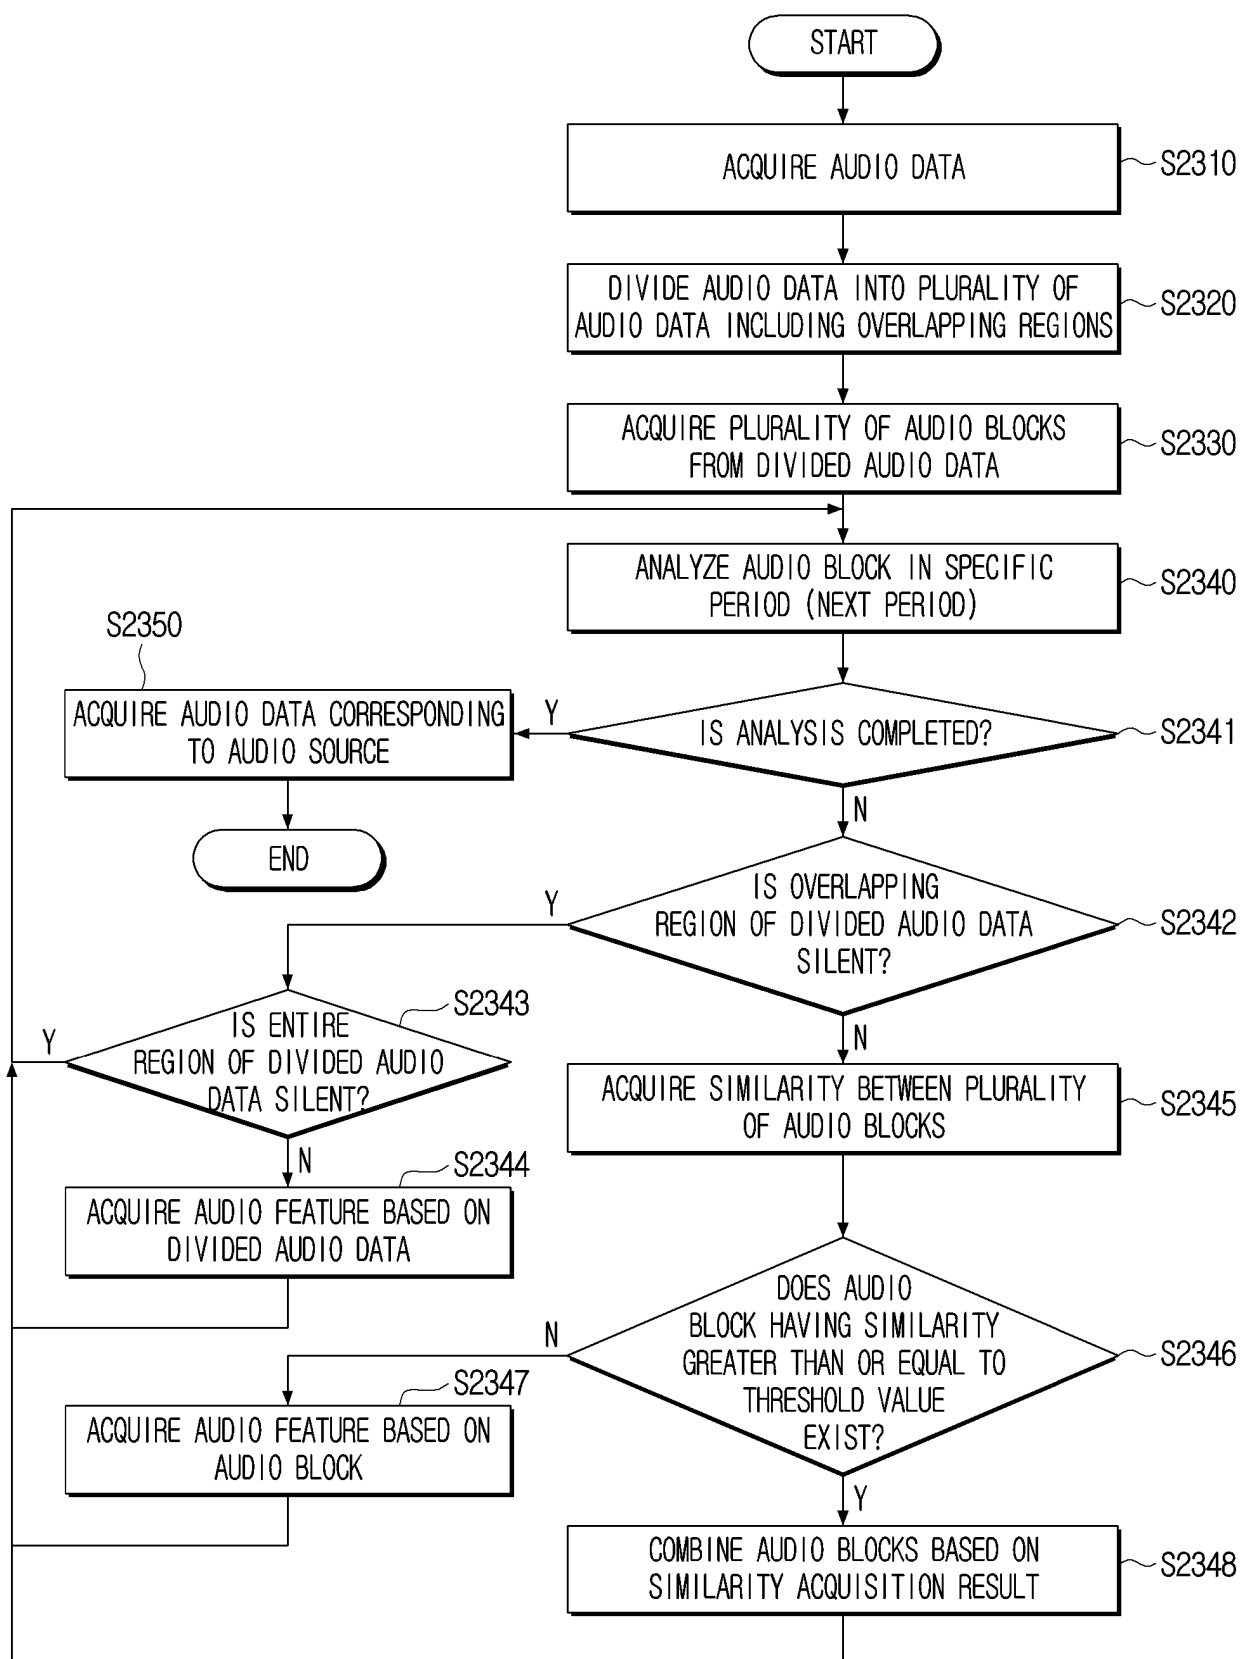 START
ACQUIRE AUDIO DATA
S2310
DIVIDE AUDIO DATA INTO PLURALITY OF
AUDIO DATA INCLUDING OVERLAPPING REGIONS
S2320
ACQUIRE PLURALITY OF AUDIO BLOCKS
FROM DIVIDED AUDIO DATA
S2330
ANALYZE AUDIO BLOCK IN SPECIFIC
PERIOD (NEXT PERIOD)
S2340
S2350
ACQUIRE AUDIO DATA CORRESPONDING
TO AUDIO SOURCE
Y
IS ANALYSIS COMPLETED?
S2341
N
END
Y
IS OVERLAPPING
REGION OF DIVIDED AUDIO DATA
SILENT?
S2342
N
S2343
Y
IS ENTIRE
REGION OF DIVIDED AUDIO
DATA SILENT?
N
S2344
ACQUIRE AUDIO FEATURE BASED ON
DIVIDED AUDIO DATA
ACQUIRE SIMILARITY BETWEEN PLURALITY
OF AUDIO BLOCKS
S2345
DOES AUDIO
BLOCK HAVING SIMILARITY
GREATER THAN OR EQUAL TO
THRESHOLD VALUE
EXIST?
S2346
N
S2347
ACQUIRE AUDIO FEATURE BASED ON
AUDIO BLOCK
Y
COMBINE AUDIO BLOCKS BASED ON
SIMILARITY ACQUISITION RESULT
S2348